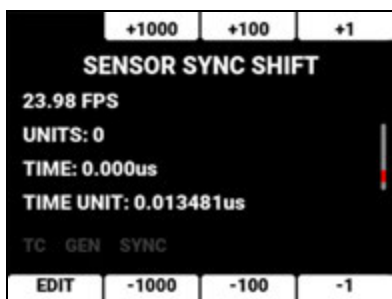 +1000 +100 +1
SENSOR SYNC SHIFT
23.98 FPS
UNITS: 0
TIME: 0.000us
TIME UNIT: 0.013481us
TC GEN SYNC
EDIT -1000 -100 -1